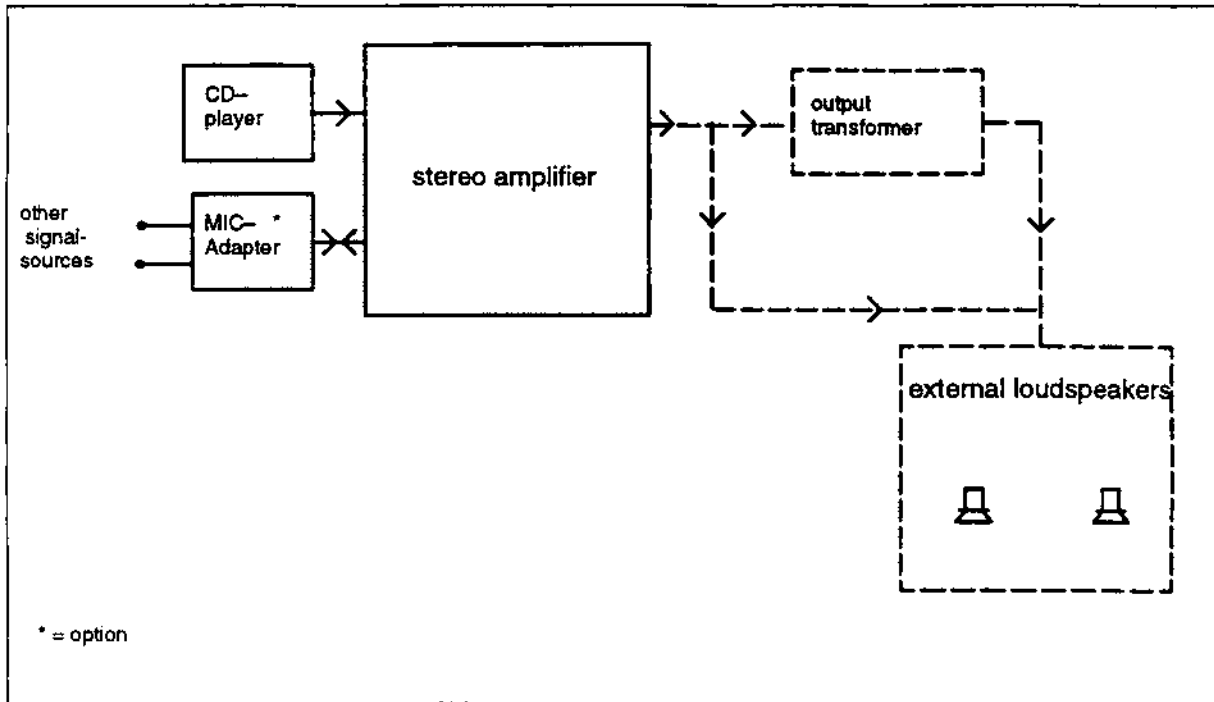 CD–
player
stereo amplifier
output
transformer
other
signal-
sources
MIC– *
Adapter
external loudspeakers
* = option